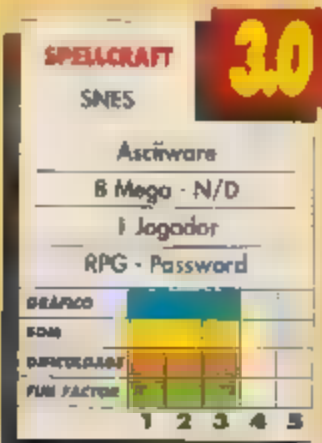 SPELLCRAFT
3.0
SNES
Asciiware
8 Mega - N/D
1 Jogador
RPG - Password
GRÁFICO
SOM
DIFICULDADE
FUN FACTOR
1 2 3 4 5